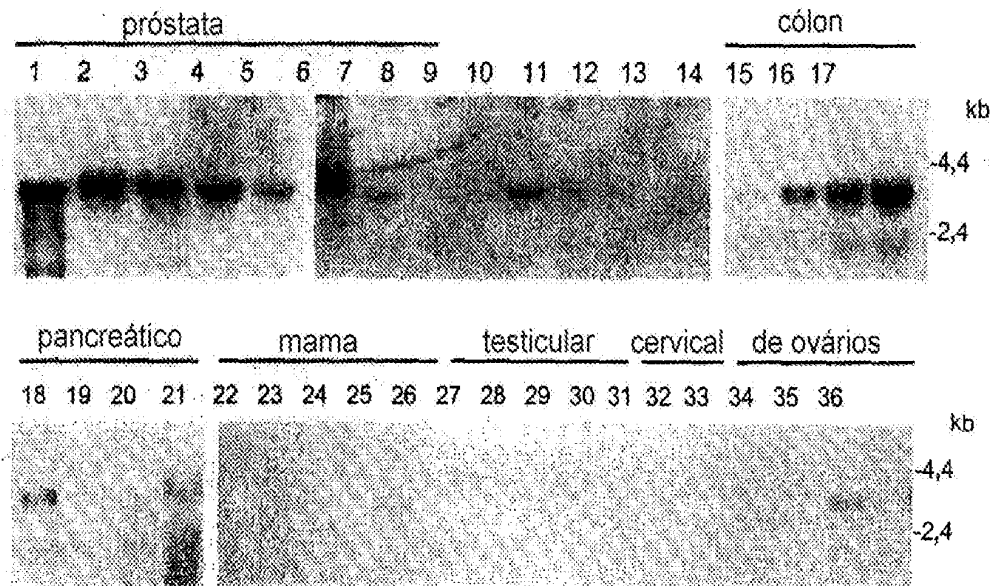 próstata cólon
1 2 3 4 5 6 7 8 9 10 11 12 13 14 15 16 17
kb
-4,4
-2,4
pancreático mama testicular cervical de ovários
18 19 20 21 22 23 24 25 26 27 28 29 30 31 32 33 34 35 36
kb
-4,4
-2,4